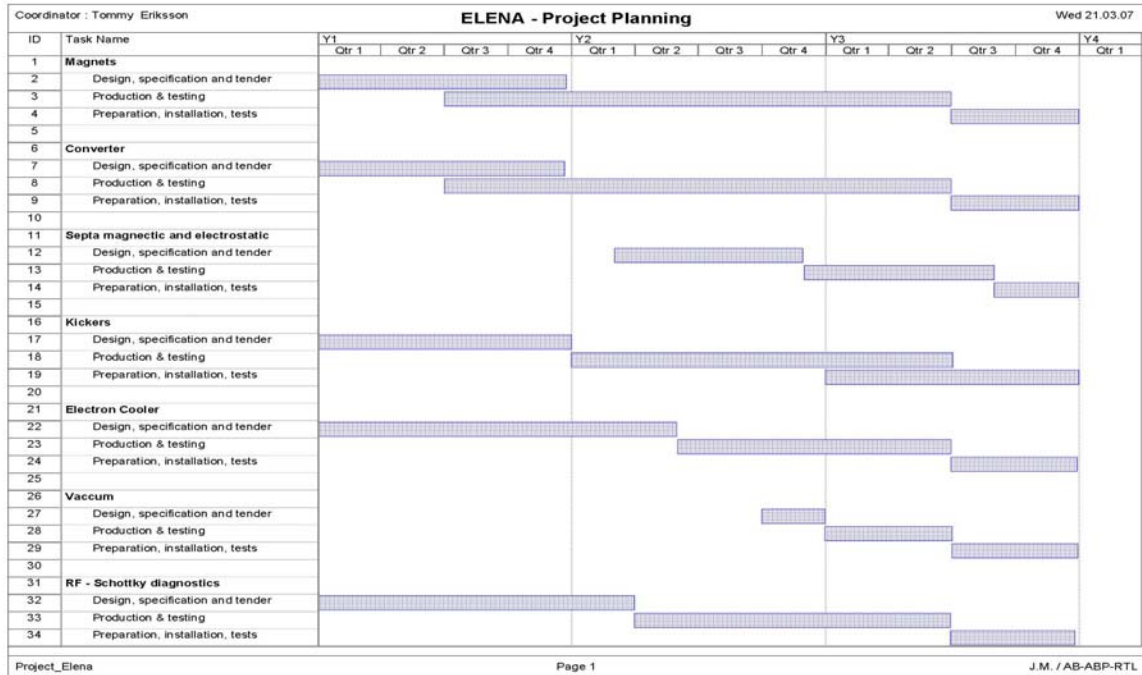 Coordinator : Tommy Eriksson ELENA - Project Planning Wed 21.03.07
ID Task Name Y1 Y2 Y3 Y4
Qtr 1 Qtr 2 Qtr 3 Qtr 4 Qtr 1 Qtr 2 Qtr 3 Qtr 4 Qtr 1 Qtr 2 Qtr 3 Qtr 4 Qtr 1
1 Magnets
2 Design, specification and tender
3 Production & testing
4 Preparation, installation, tests
5
6 Converter
7 Design, specification and tender
8 Production & testing
9 Preparation, installation, tests
10
11 Septa magnectic and electrostatic
12 Design, specification and tender
13 Production & testing
14 Preparation, installation, tests
15
16 Kickers
17 Design, specification and tender
18 Production & testing
19 Preparation, installation, tests
20
21 Electron Cooler
22 Design, specification and tender
23 Production & testing
24 Preparation, installation, tests
25
26 Vaccum
27 Design, specification and tender
28 Production & testing
29 Preparation, installation, tests
30
31 RF - Schottky diagnostics
32 Design, specification and tender
33 Production & testing
34 Preparation, installation, tests
Project_Elena Page 1 J.M. / AB-ABP-RTL